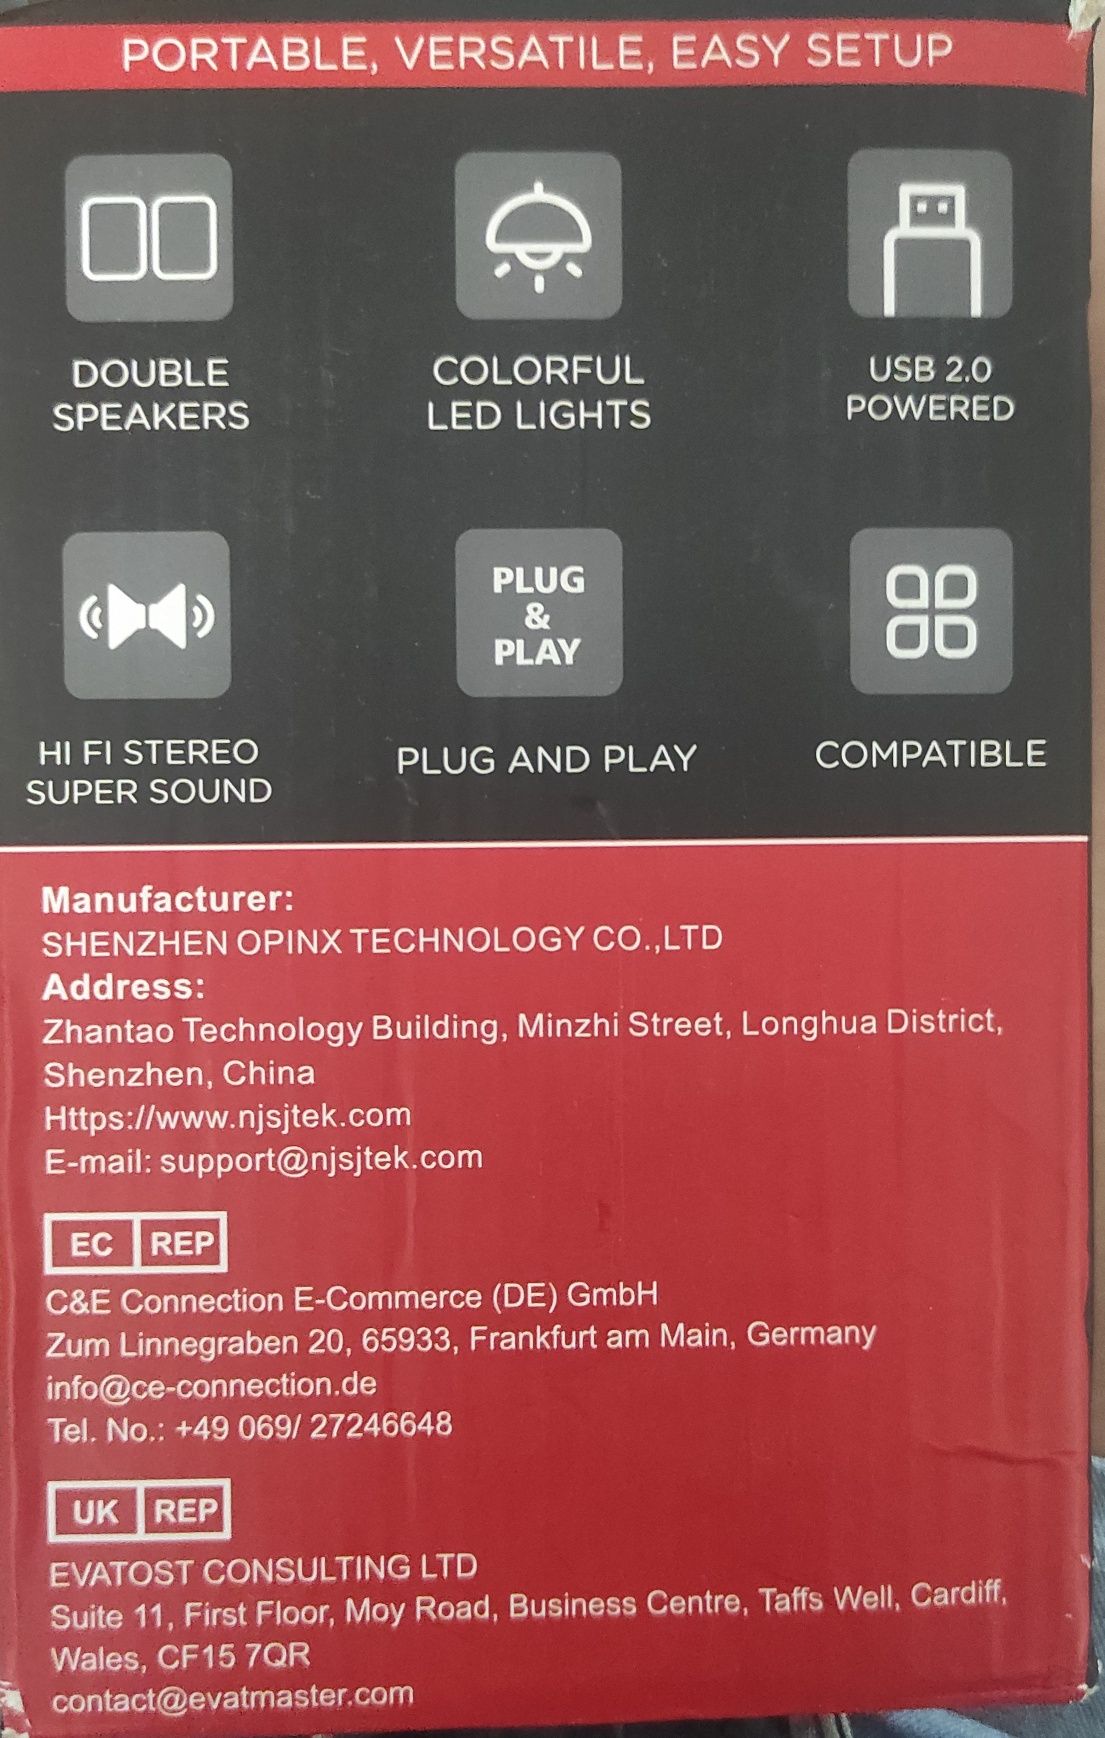 PORTABLE, VERSATILE, EASY SETUP
DOUBLE
SPEAKERS
COLORFUL
LED LIGHTS
USB 2.0
POWERED
PLUG
&
PLAY
HI FI STEREO
SUPER SOUND
PLUG AND PLAY
COMPATIBLE
Manufacturer:
SHENZHEN OPINX TECHNOLOGY CO.,LTD
Address:
Zhantao Technology Building, Minzhi Street, Longhua District,
Shenzhen, China
Https://www.njsjtek.com
E-mail: support@njsjtek.com
EC REP
C&E Connection E-Commerce (DE) GmbH
Zum Linnegraben 20, 65933, Frankfurt am Main, Germany
info@ce-connection.de
Tel. No.: +49 069/ 27246648
UK REP
EVATOST CONSULTING LTD
Suite 11, First Floor, Moy Road, Business Centre, Taffs Well, Cardiff,
Wales, CF15 7QR
contact@evatmaster.com